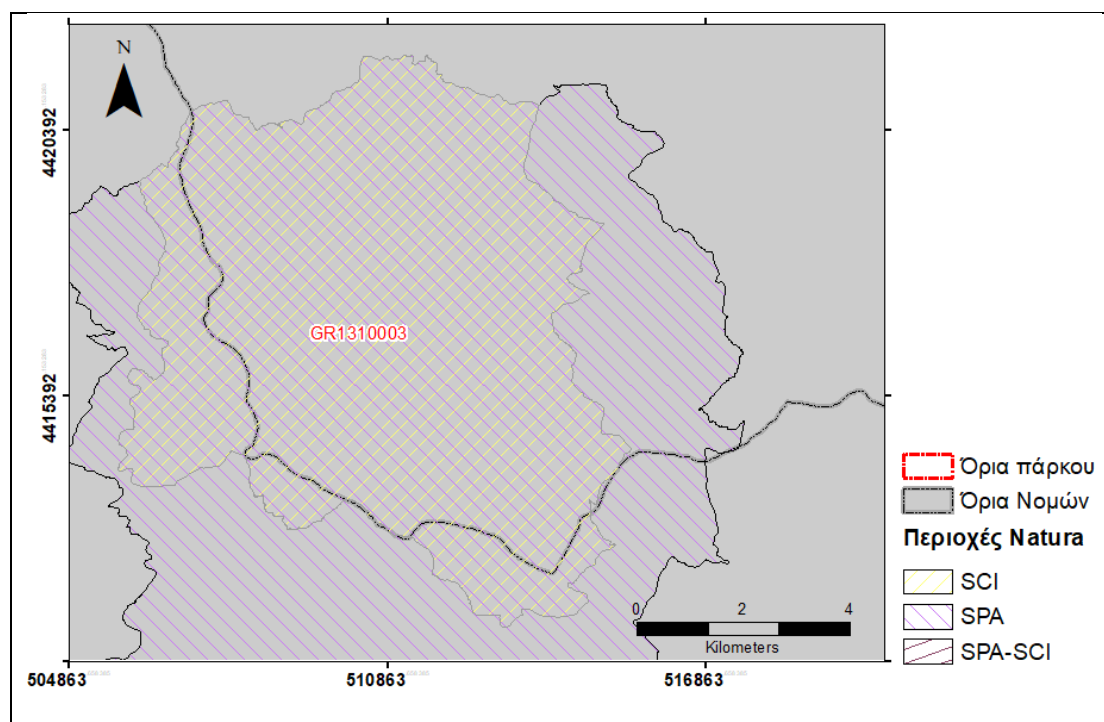 N
4420392
GR1310003
4415392
0 2 4
Kilometers
504863 510863 516863
Όρια πάρκου
Όρια Νομών
Περιοχές Natura
SCI
SPA
SPA-SCI